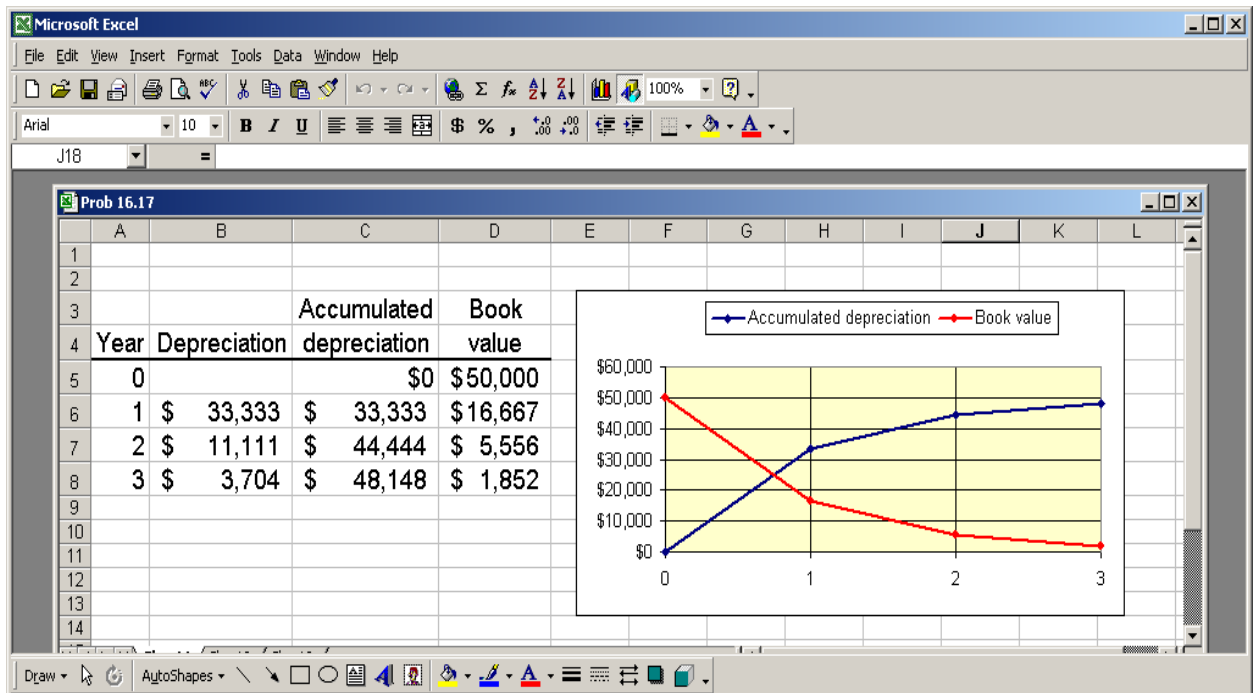 Microsoft Excel
File Edit View Insert Format Tools Data Window Help
100%
Arial 10 B I U $ % ,
J18 =
Prob 16.17
A B C D E F G H I J K L
1
2
3 Accumulated Book
4 Year Depreciation depreciation value
5 0 $0 $50,000
6 1 $ 33,333 $ 33,333 $16,667
7 2 $ 11,111 $ 44,444 $ 5,556
8 3 $ 3,704 $ 48,148 $ 1,852
9
10
11
12
13
14
Accumulated depreciation Book value
$60,000
$50,000
$40,000
$30,000
$20,000
$10,000
$0
0 1 2 3
Draw AutoShapes